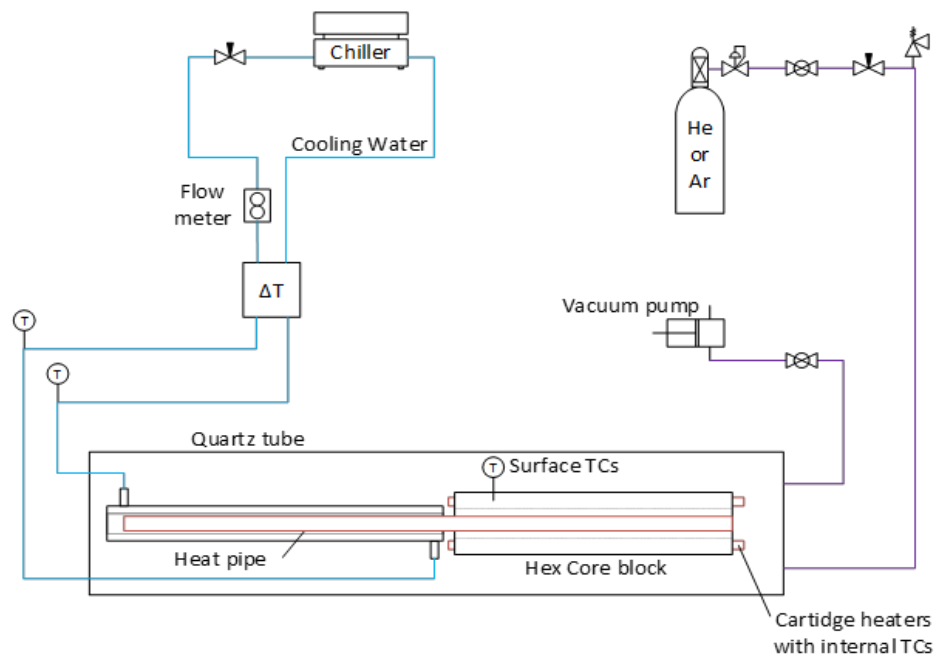 Chiller
Cooling Water
He
or
Ar
Flow
meter
ΔT
Vacuum pump
T
T
Quartz tube
T
Surface TCs
Heat pipe
Hex Core block
Cartidge heaters
with internal TCs